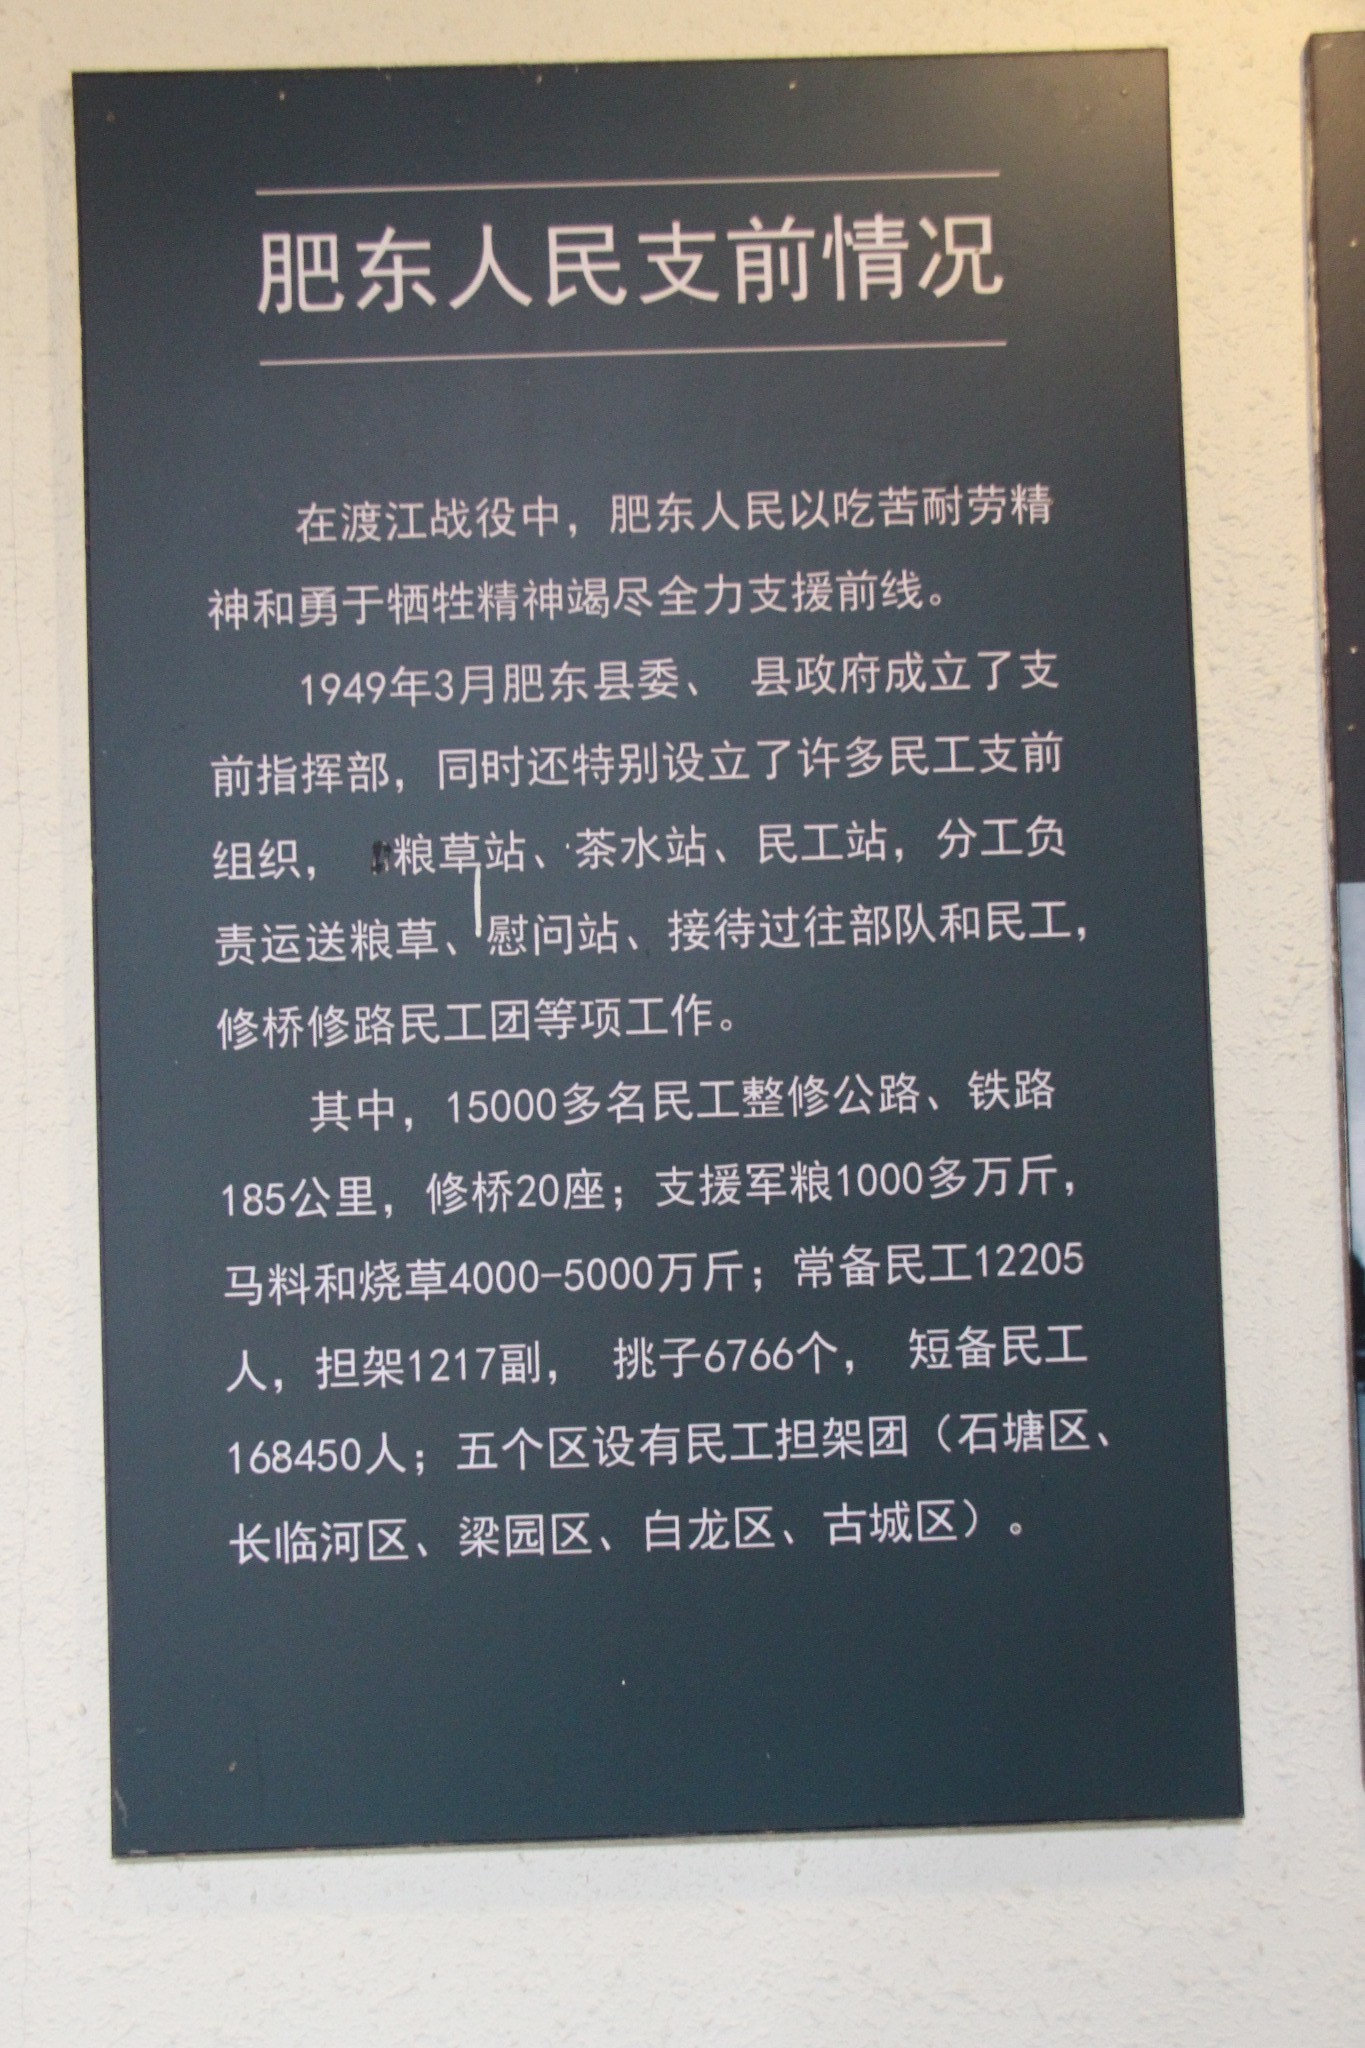 肥东人民支前情况
在渡江战役中，肥东人民以吃苦耐劳精
神和勇于牺牲精神竭尽全力支援前线。
1949年3月肥东县委、 县政府成立了支
前指挥部，同时还特别设立了许多民工支前
组织， 粮草站、茶水站、民工站，分工负
责运送粮草、慰问站、接待过往部队和民工，
修桥修路民工团等项工作。
其中，15000多名民工整修公路、铁路
185公里，修桥20座；支援军粮1000多万斤，
马料和烧草4000-5000万斤；常备民工12205
人，担架1217副， 挑子6766个， 短备民工
168450人；五个区设有民工担架团（石塘区、
长临河区、梁园区、白龙区、古城区）。